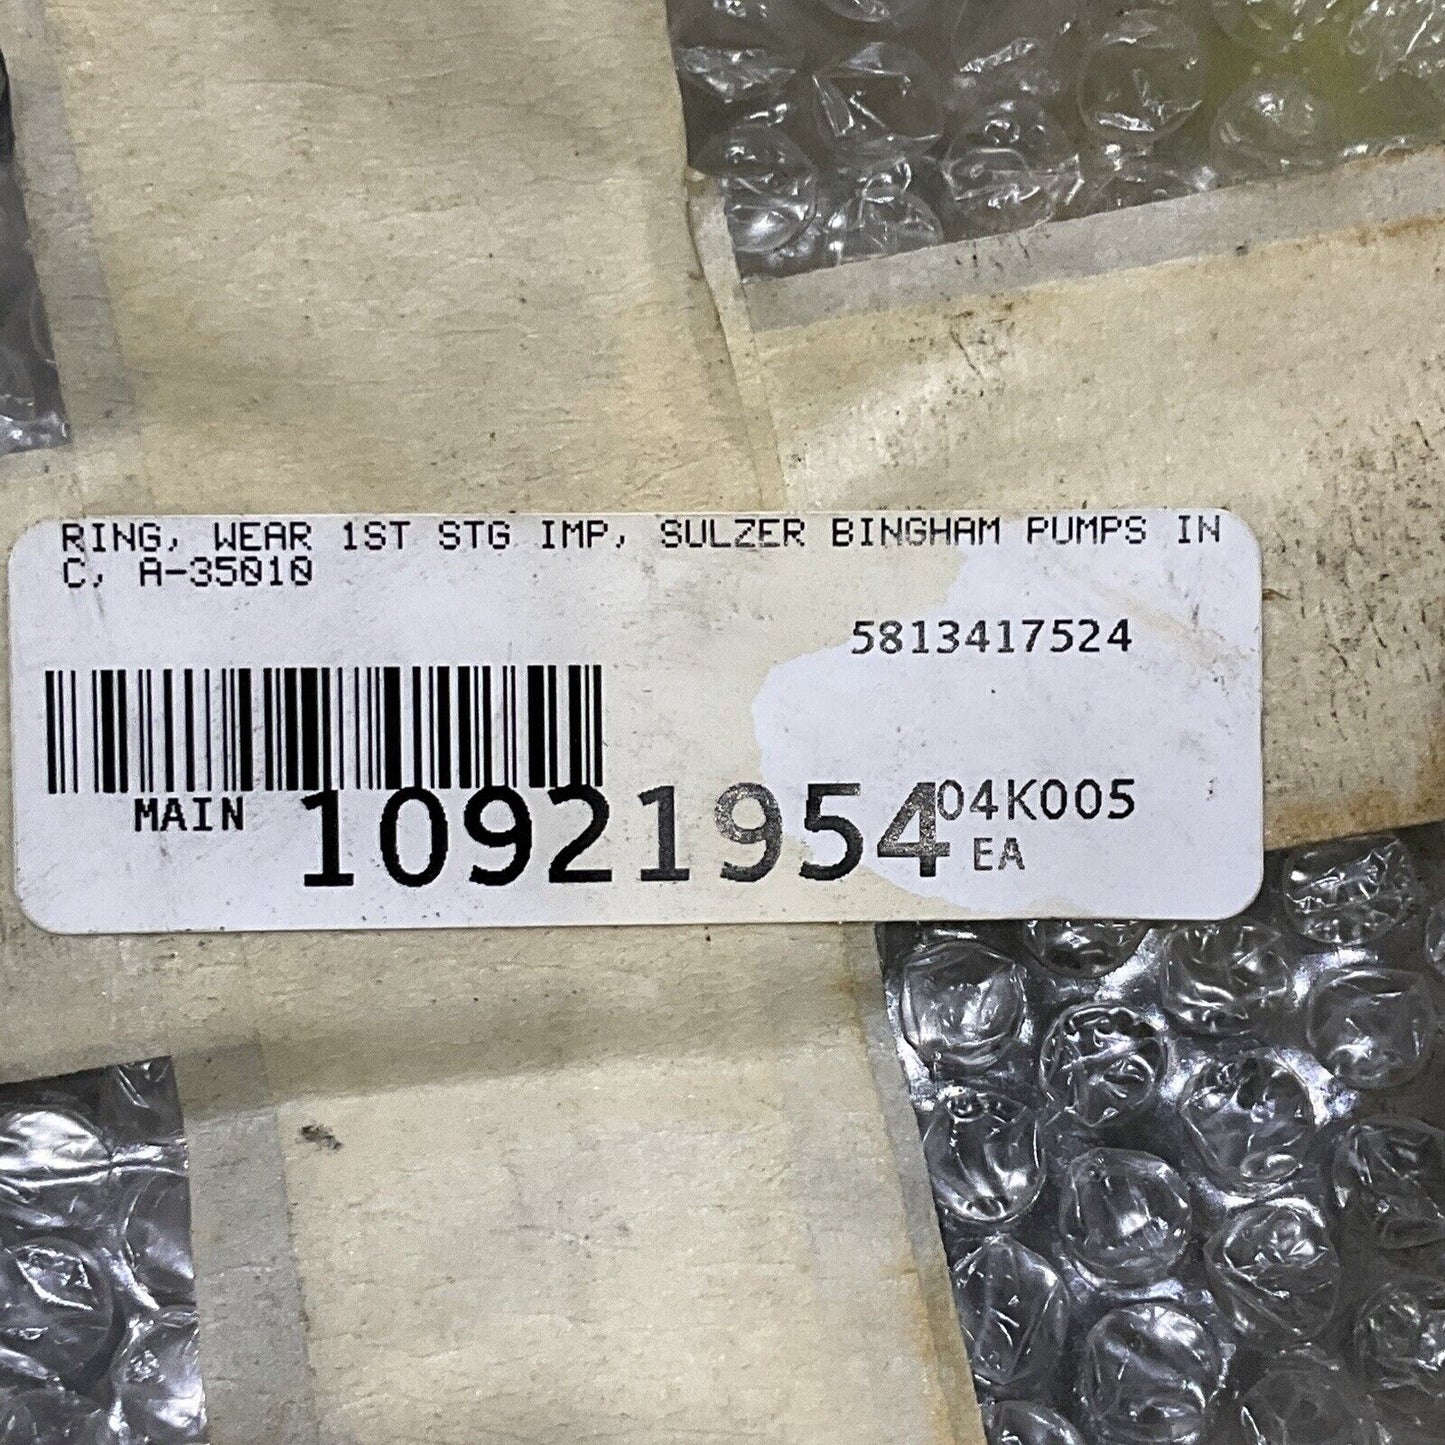 RING, WEAR 1ST STG IMP, SULZER BINGHAM PUMPS IN
C, A-35010
5813417524
MAIN 10921954 04K005
EA